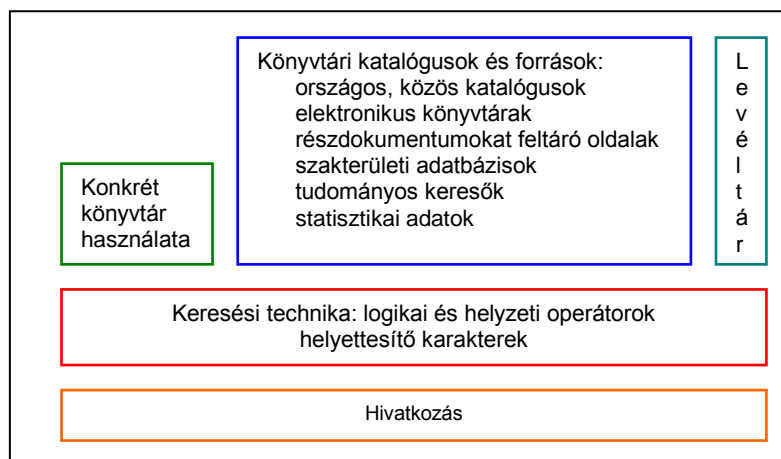 Könyvtári katalógusok és források:
országos, közös katalógusok
elektronikus könyvtárak
részdokumentumokat feltáró oldalak
szakterületi adatbázisok
tudományos keresők
statisztikai adatok
L
e
v
é
l
t
á
r
Konkrét
könyvtár
használata
Keresési technika: logikai és helyzeti operátorok
helyettesítő karakterek
Hivatkozás